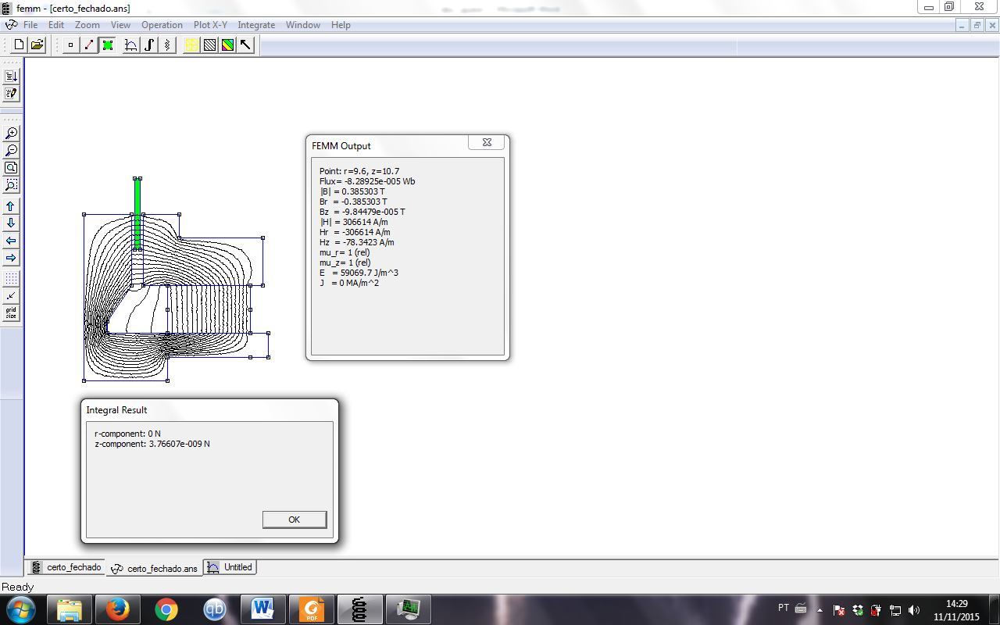 femm - [certo_fechado.ans]
File Edit Zoom View Operation Plot X-Y Integrate Window Help
FEMM Output
Point: r=9.6, z=10.7
Flux= -8.28925e-005 Wb
|B| = 0.385303 T
Br = -0.385303 T
Bz = -9.84479e-005 T
|H| = 306614 A/m
Hr = -306614 A/m
Hz = -78.3423 A/m
mu_r= 1 (rel)
mu_z= 1 (rel)
E = 59069.7 J/m^3
J = 0 MA/m^2
grid
size
Integral Result
r-component: 0 N
z-component: 3.76607e-009 N
OK
certo_fechado certo_fechado.ans Untitled
Ready
qb
W
PDF
PT
14:29
11/11/2015